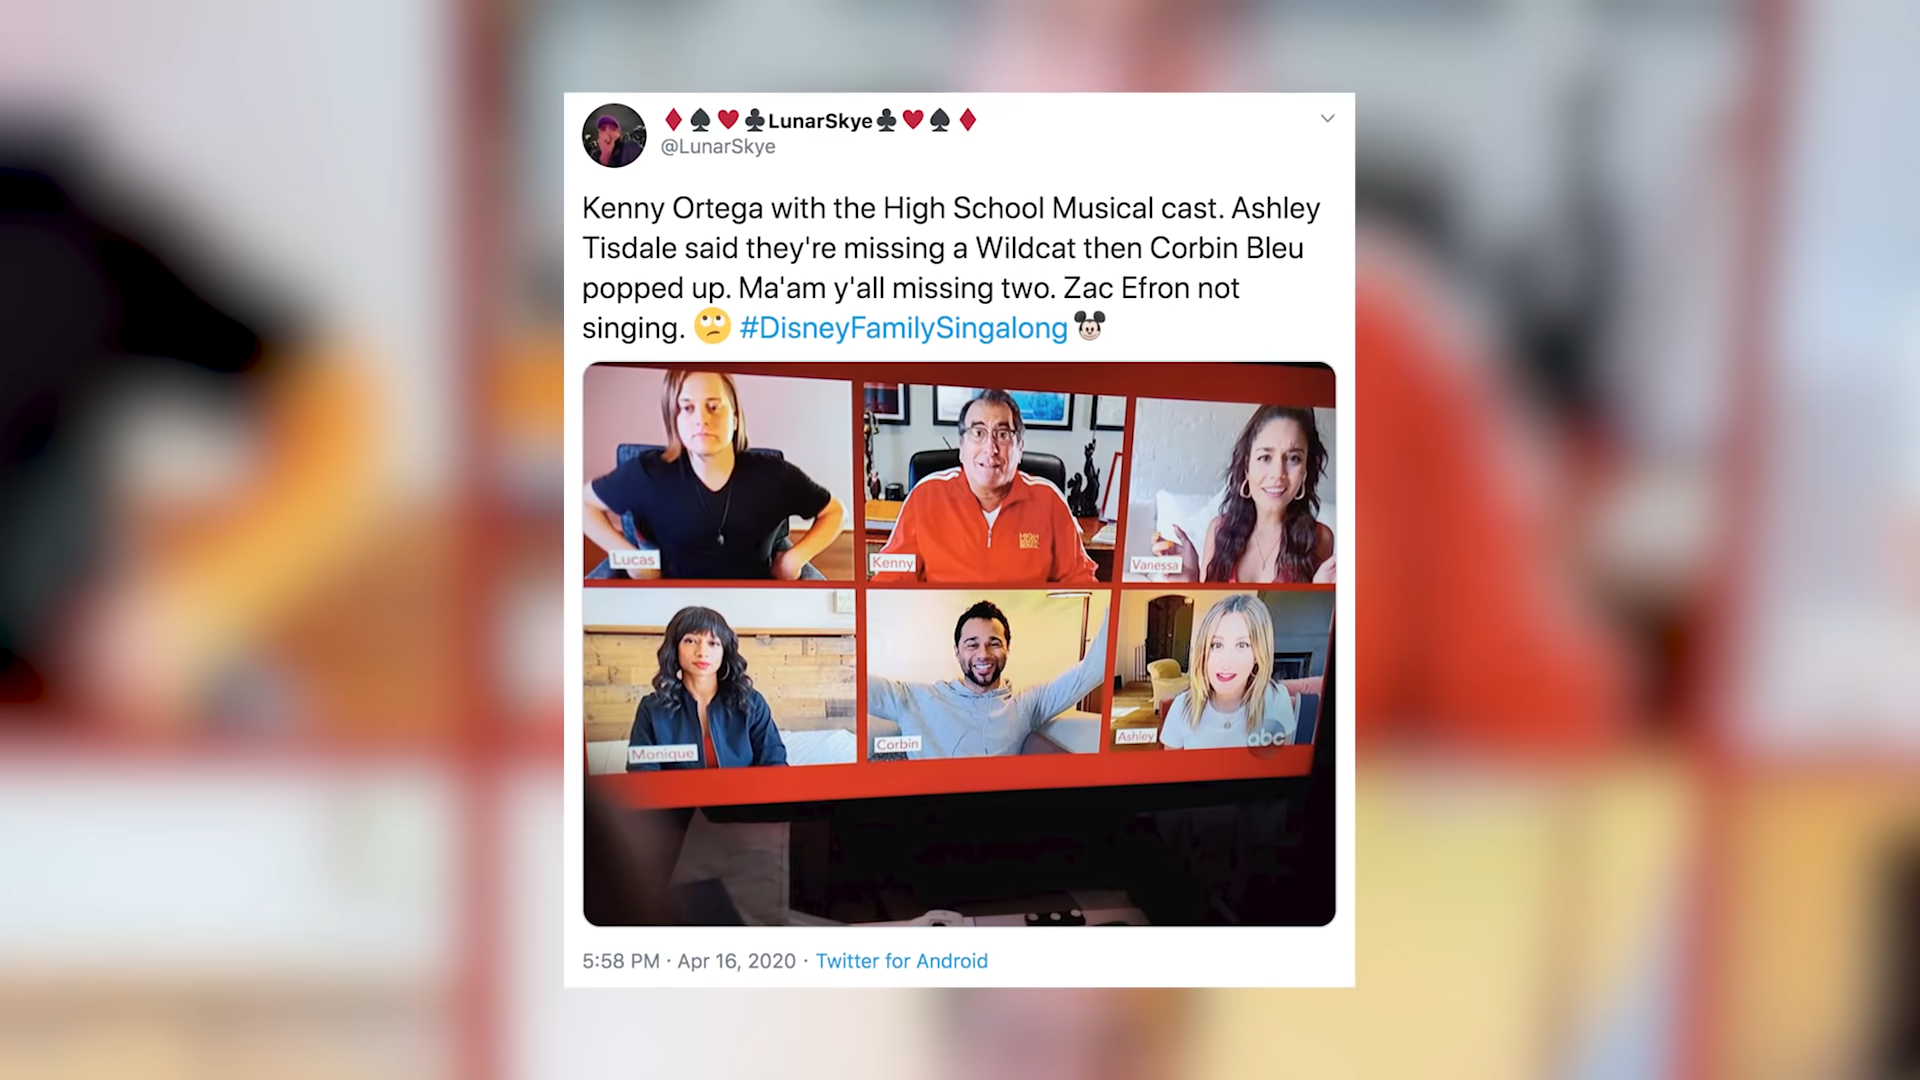 ♦️♠️♥️♣️LunarSkye♣️♥️♠️♦️
@LunarSkye
Kenny Ortega with the High School Musical cast. Ashley
Tisdale said they're missing a Wildcat then Corbin Bleu
popped up. Ma'am y'all missing two. Zac Efron not
singing. 🙄 #DisneyFamilySingalong
Lucas
Kenny
Vanessa
Monique
Corbin
Ashley
abc
5:58 PM · Apr 16, 2020 · Twitter for Android